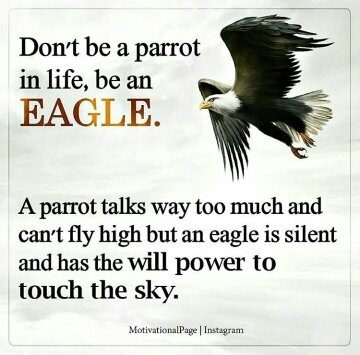 Don't be a parrot
in life, be an
EAGLE.
A parrot talks way too much and
can't fly high but an eagle is silent
and has the will power to
touch the sky.
MotivationalPage | Instagram